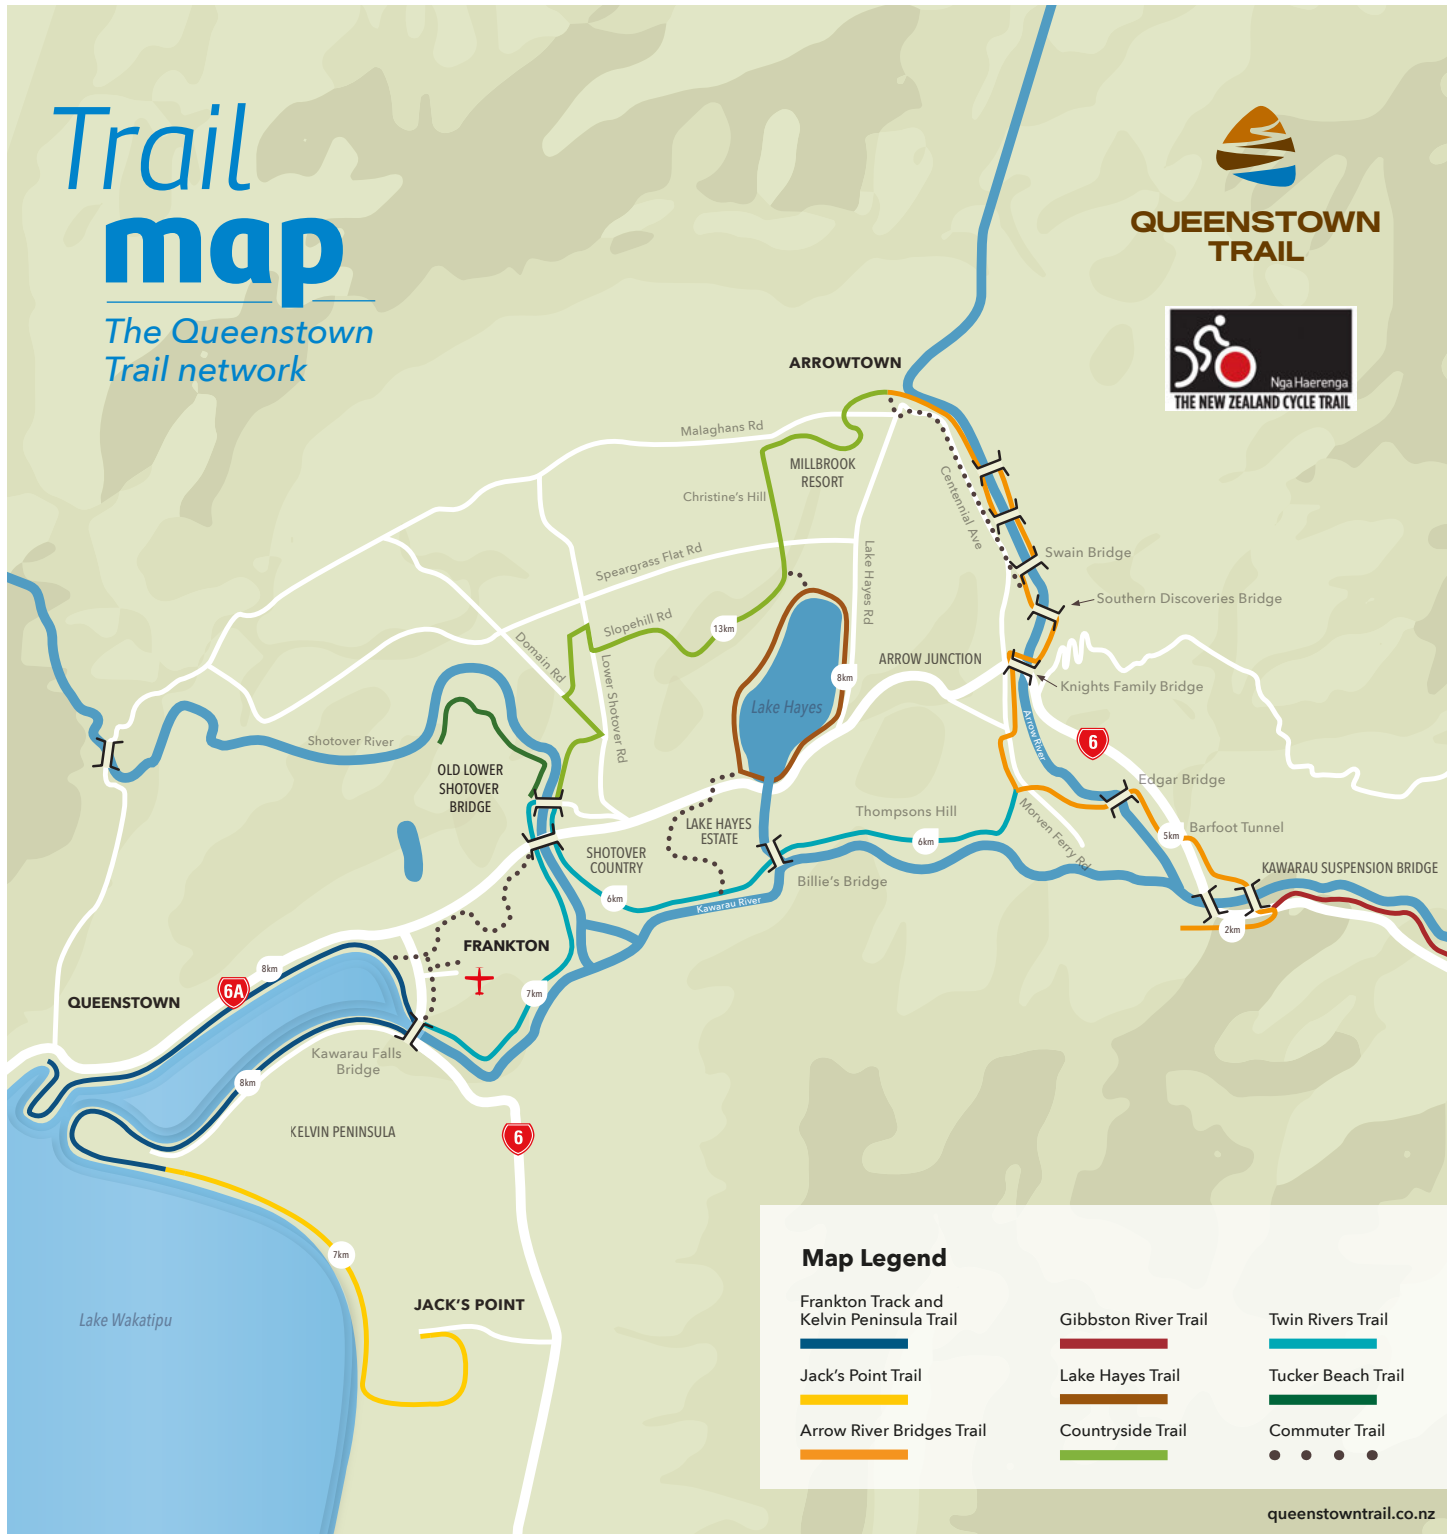 Trail
map
The Queenstown
Trail network
QUEENSTOWN
TRAIL
Nga Haerenga
THE NEW ZEALAND CYCLE TRAIL
ARROWTOWN
Malaghans Rd
MILLBROOK
RESORT
Christine's Hill
Centennial Ave
Speargrass Flat Rd
Lake Hayes Rd
Swain Bridge
Southern Discoveries Bridge
Slopehill Rd
13km
Domain Rd
Lower Shotover Rd
ARROW JUNCTION
8km
Knights Family Bridge
Lake Hayes
Arrow River
6
Shotover River
OLD LOWER
SHOTOVER
BRIDGE
Edgar Bridge
Thompsons Hill
Morven Ferry Rd
LAKE HAYES
ESTATE
5km
Barfoot Tunnel
6km
SHOTOVER
COUNTRY
KAWARAU SUSPENSION BRIDGE
Billie's Bridge
6km
Kawarau River
2km
FRANKTON
8km
6A
QUEENSTOWN
7km
Kawarau Falls
Bridge
8km
KELVIN PENINSULA
6
7km
JACK'S POINT
Lake Wakatipu
Map Legend
Frankton Track and
Kelvin Peninsula Trail
Gibbston River Trail
Twin Rivers Trail
Jack's Point Trail
Lake Hayes Trail
Tucker Beach Trail
Arrow River Bridges Trail
Countryside Trail
Commuter Trail
queenstowntrail.co.nz